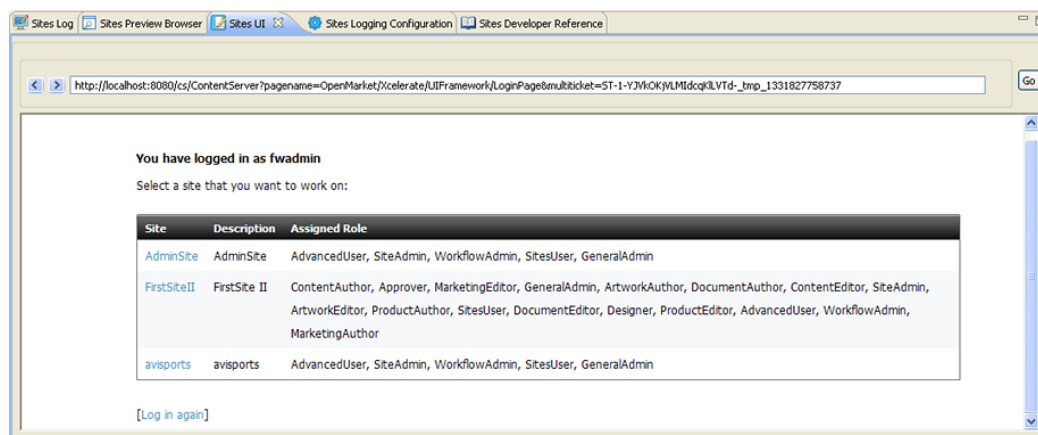 Sites Log Sites Preview Browser Sites UI Sites Logging Configuration Sites Developer Reference
http://localhost:8080/cs/ContentServer?pagename=OpenMarket/Xcelerate/UIFramework/LoginPage&multiticket=ST-1-YJVkOKjVLMIdcqKlLVTd-_tmp_1331827758737 Go
You have logged in as fwadmin
Select a site that you want to work on:
Site Description Assigned Role
AdminSite AdminSite AdvancedUser, SiteAdmin, WorkflowAdmin, SitesUser, GeneralAdmin
FirstSiteII FirstSite II ContentAuthor, Approver, MarketingEditor, GeneralAdmin, ArtworkAuthor, DocumentAuthor, ContentEditor, SiteAdmin,
ArtworkEditor, ProductAuthor, SitesUser, DocumentEditor, Designer, ProductEditor, AdvancedUser, WorkflowAdmin,
MarketingAuthor
avisports avisports AdvancedUser, SiteAdmin, WorkflowAdmin, SitesUser, GeneralAdmin
[Log in again]